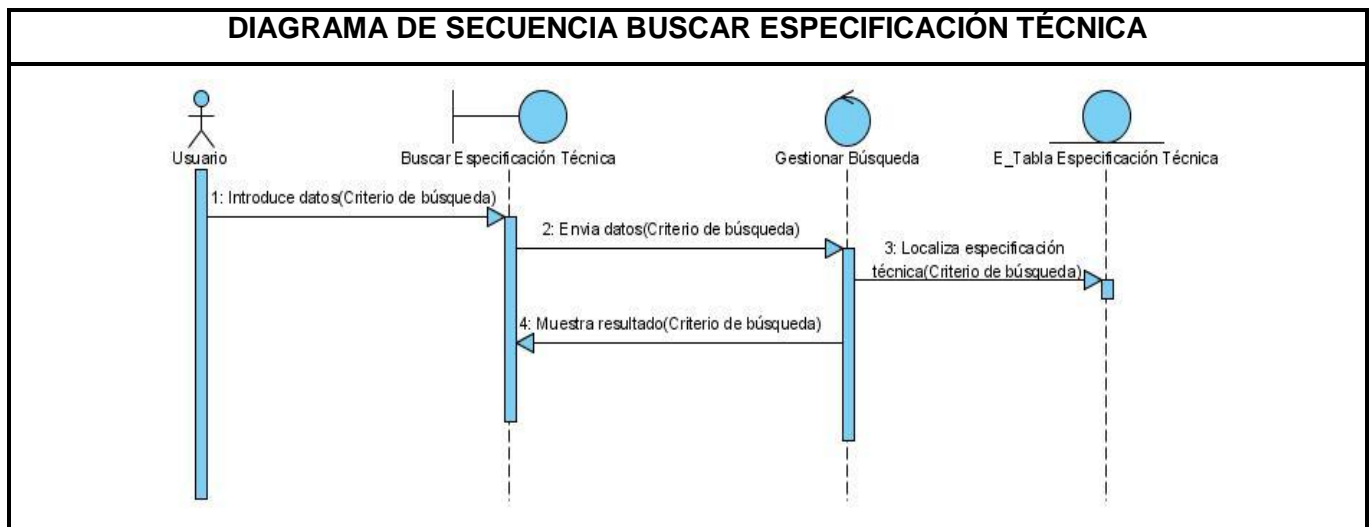 DIAGRAMA DE SECUENCIA BUSCAR ESPECIFICACIÓN TÉCNICA
Usuario
Buscar Especificación Técnica
Gestionar Búsqueda
E_Tabla Especificación Técnica
1: Introduce datos(Criterio de búsqueda)
2: Envia datos(Criterio de búsqueda)
3: Localiza especificación
técnica(Criterio de búsqueda)
4: Muestra resultado(Criterio de búsqueda)